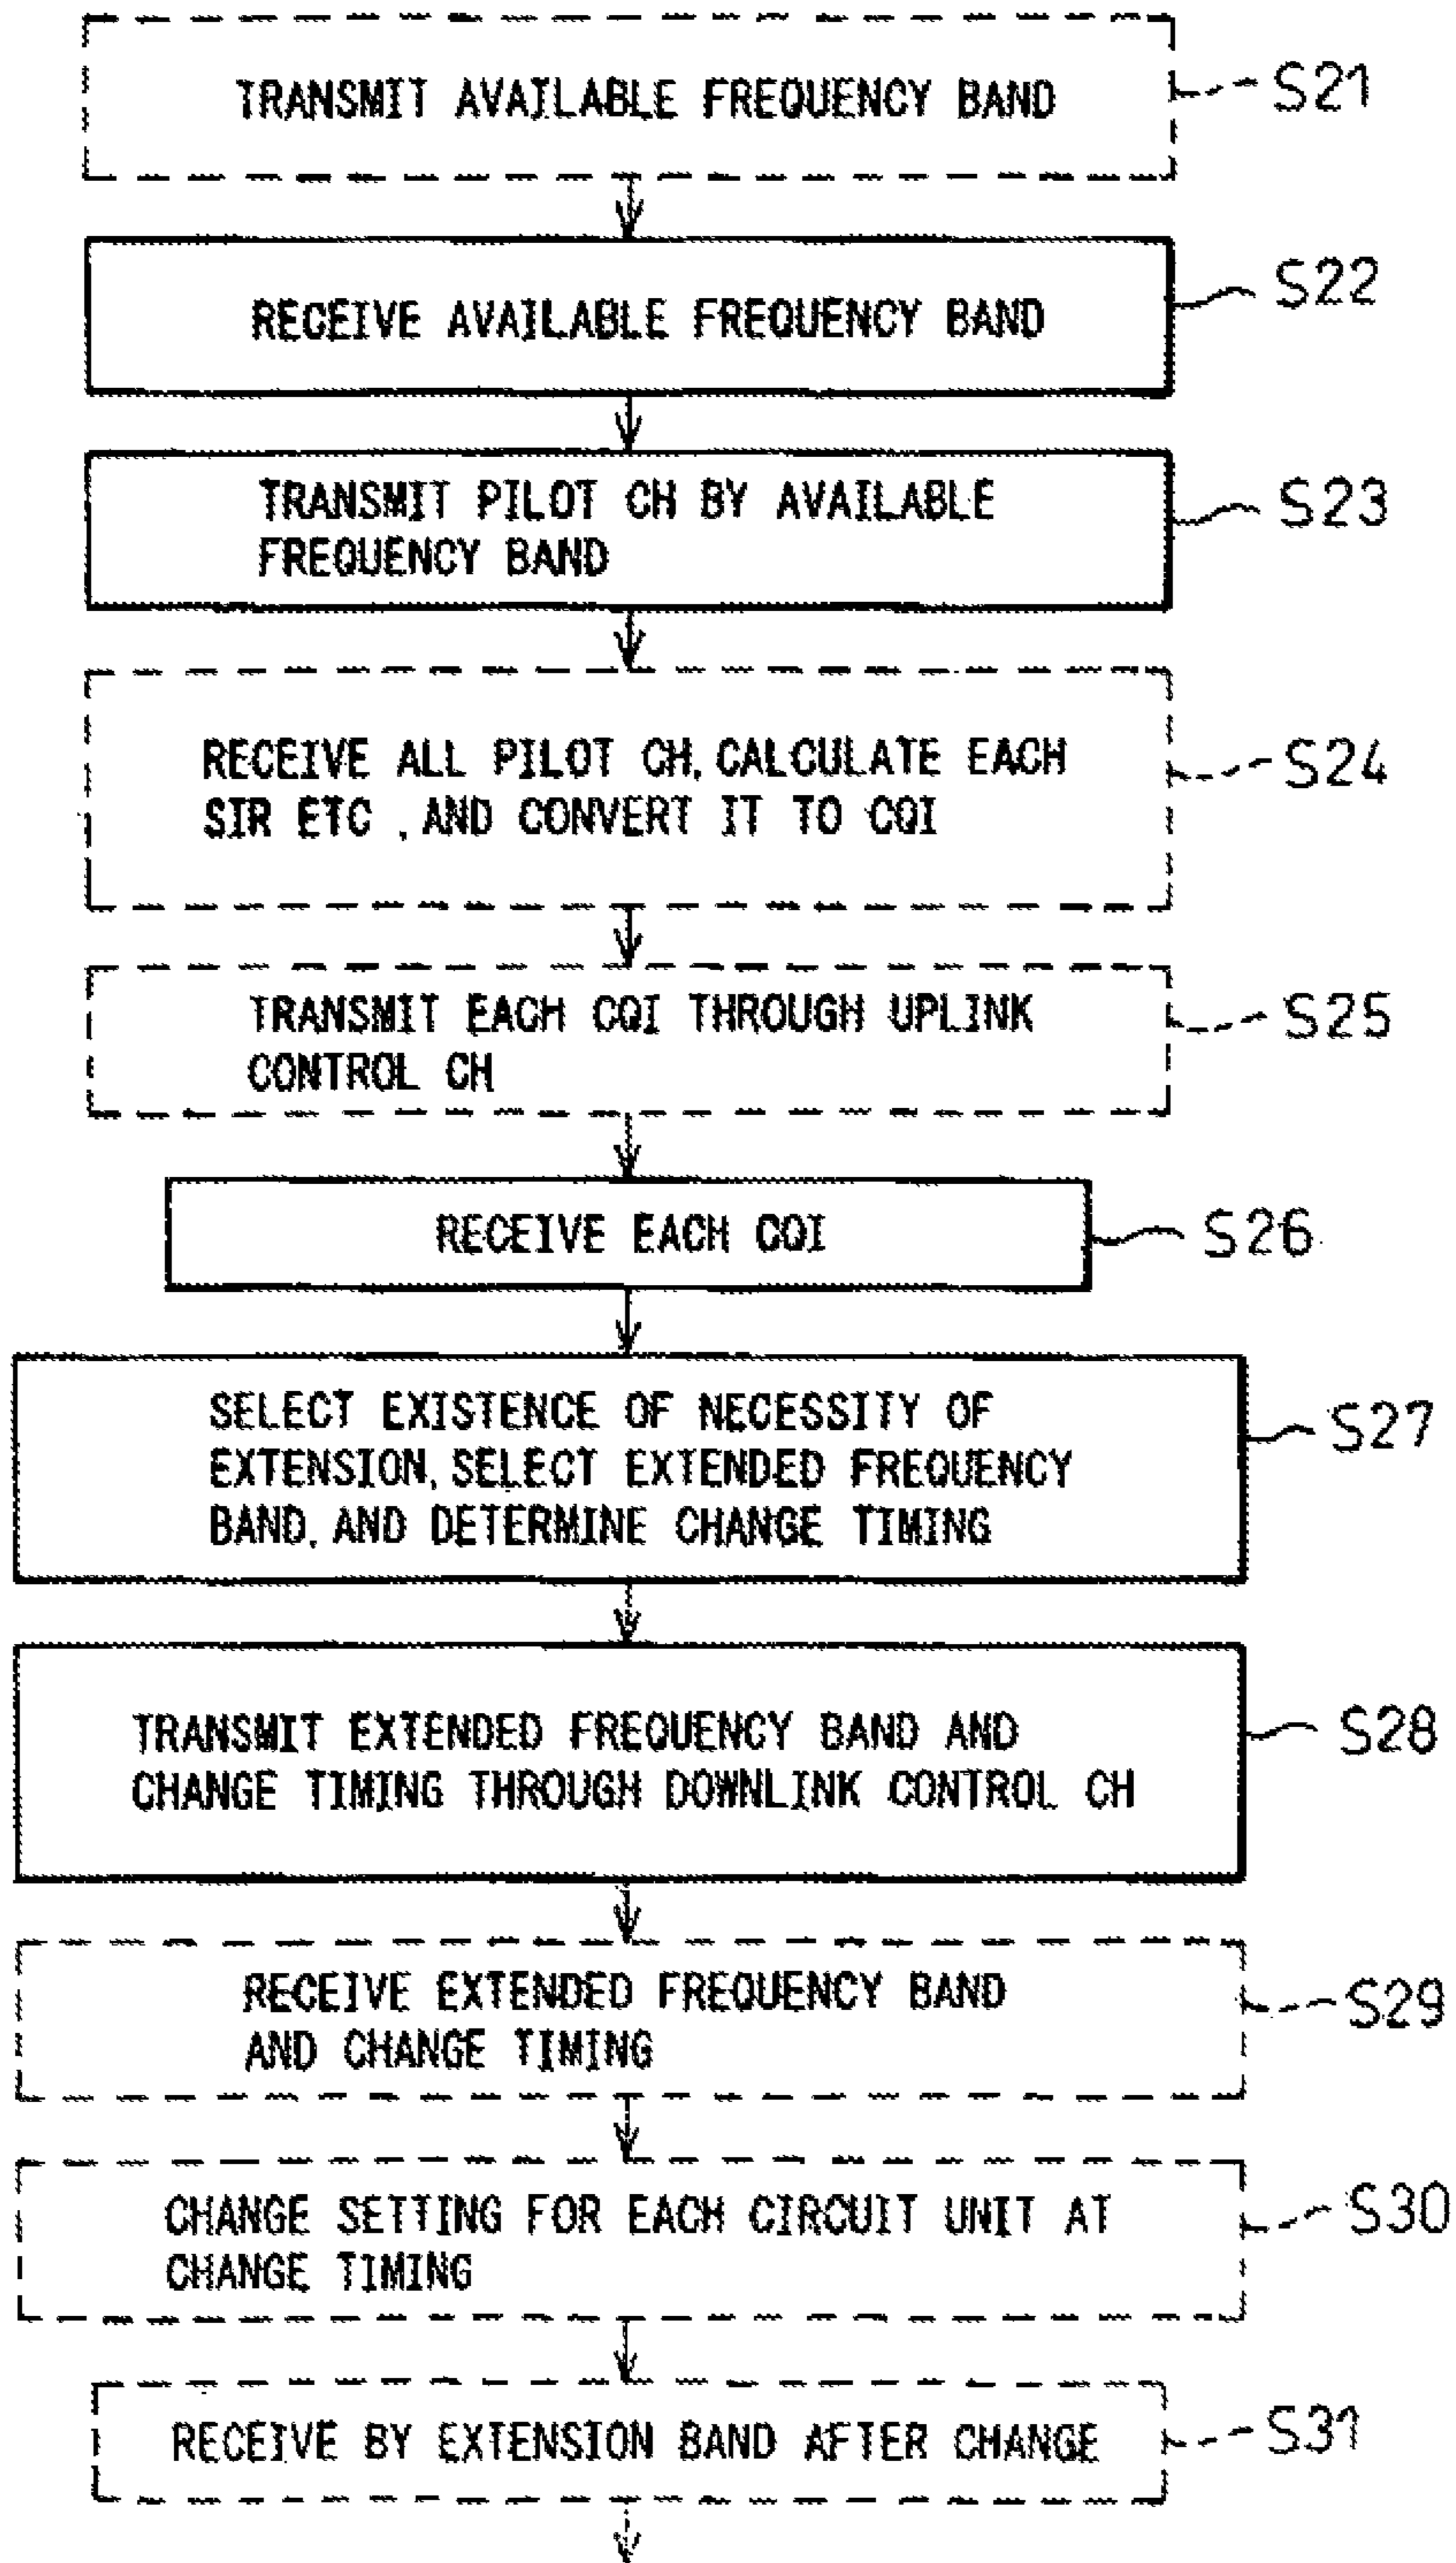 TRANSMIT AVAILABLE FREQUENCY BAND
S21
RECEIVE AVAILABLE FREQUENCY BAND
S22
TRANSMIT PILOT CH BY AVAILABLE
FREQUENCY BAND
S23
RECEIVE ALL PILOT CH, CALCULATE EACH
SIR ETC ., AND CONVERT IT TO CQI
S24
TRANSMIT EACH CQI THROUGH UPLINK
CONTROL CH
S25
RECEIVE EACH CQI
S26
SELECT EXISTENCE OF NECESSITY OF
EXTENSION, SELECT EXTENDED FREQUENCY
BAND, AND DETERMINE CHANGE TIMING
S27
TRANSMIT EXTENDED FREQUENCY BAND AND
CHANGE TIMING THROUGH DOWNLINK CONTROL CH
S28
RECEIVE EXTENDED FREQUENCY BAND
AND CHANGE TIMING
S29
CHANGE SETTING FOR EACH CIRCUIT UNIT AT
CHANGE TIMING
S30
RECEIVE BY EXTENSION BAND AFTER CHANGE
S31